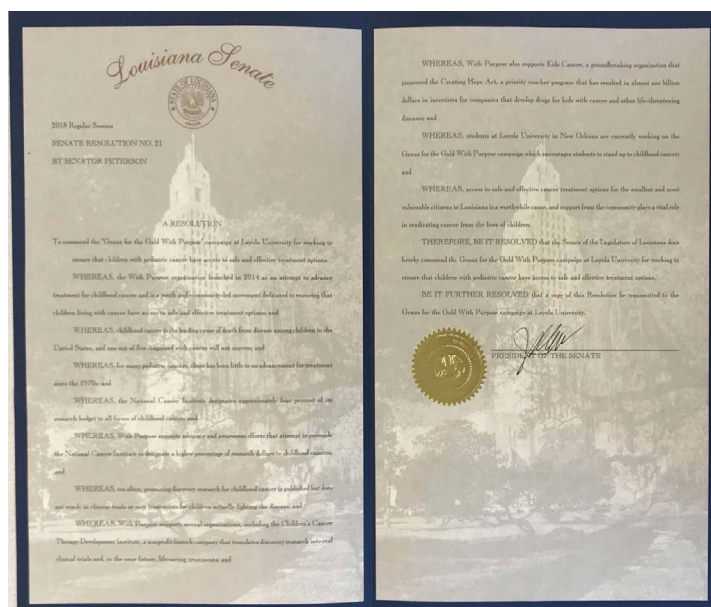 Louisiana Senate
STATE OF LOUISIANA
2018 Regular Session
SENATE RESOLUTION NO. 21
BY SENATOR PETERSON
A RESOLUTION
To commend the "Geaux for the Gold With Purpose" campaign at Loyola University for working to
ensure that children with pediatric cancer have access to safe and effective treatment options.
WHEREAS, the With Purpose organization launched in 2014 as an attempt to advance
treatment for childhood cancer and is a youth and community-led movement dedicated to ensuring that
children living with cancer have access to safe and effective treatment options; and
WHEREAS, childhood cancer is the leading cause of death from disease among children in the
United States, and one out of five diagnosed with cancer will not survive; and
WHEREAS, for many pediatric cancers, there has been little to no advancement for treatment
since the 1970s; and
WHEREAS, the National Cancer Institute designates approximately four percent of its
research budget to all forms of childhood cancer; and
WHEREAS, With Purpose supports advocacy and awareness efforts that attempt to persuade
the National Cancer Institute to designate a higher percentage of research dollars to childhood cancers;
and
WHEREAS, too often, promising discovery research for childhood cancer is published but does
not result in clinical trials or new treatments for children actually fighting the disease; and
WHEREAS, With Purpose supports several organizations, including the Children's Cancer
Therapy Development Institute, a nonprofit biotech company that translates discovery research into real
clinical trials and, in the near future, life-saving treatments; and
WHEREAS, With Purpose also supports Kids Cancer, a groundbreaking organization that
pioneered the Creating Hope Act, a priority voucher program that has resulted in almost one billion
dollars in incentives for companies that develop drugs for kids with cancer and other life-threatening
diseases; and
WHEREAS, students at Loyola University in New Orleans are currently working on the
Geaux for the Gold With Purpose campaign which encourages students to stand up to childhood cancer;
and
WHEREAS, access to safe and effective cancer treatment options for the smallest and most
vulnerable citizens in Louisiana is a worthwhile cause, and support from the community plays a vital role
in eradicating cancer from the lives of children.
THEREFORE, BE IT RESOLVED that the Senate of the Legislature of Louisiana does
hereby commend the Geaux for the Gold With Purpose campaign at Loyola University for working to
ensure that children with pediatric cancer have access to safe and effective treatment options.
BE IT FURTHER RESOLVED that a copy of this Resolution be transmitted to the
Geaux for the Gold With Purpose campaign at Loyola University.
PRESIDENT OF THE SENATE